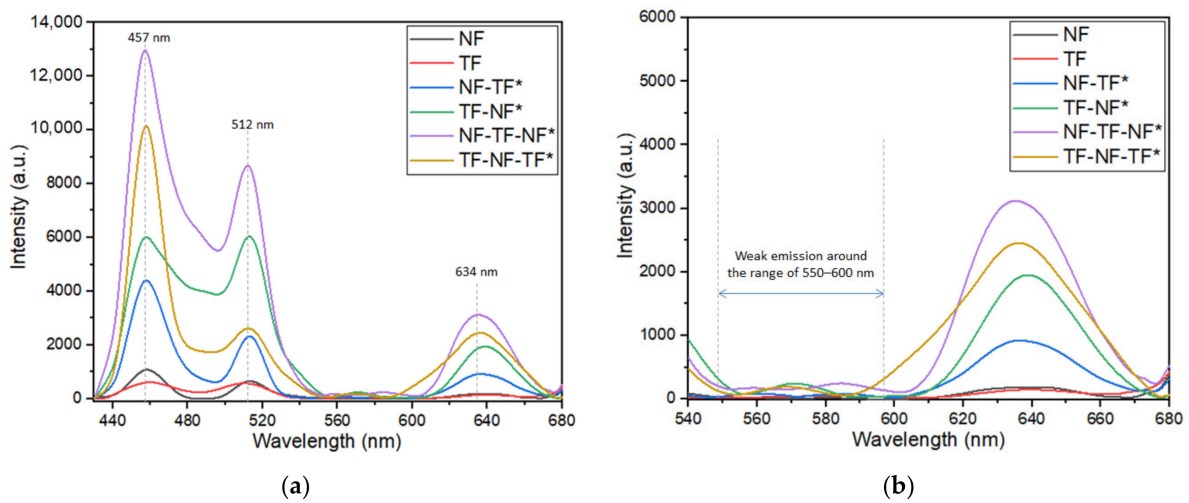 14,000
12,000
10,000
8000
6000
4000
2000
0
Intensity (a.u.)
457 nm
512 nm
634 nm
NF
TF
NF-TF*
TF-NF*
NF-TF-NF*
TF-NF-TF*
440 480 520 560 600 640 680
Wavelength (nm)
(a)
6000
5000
4000
3000
2000
1000
0
Intensity (a.u.)
NF
TF
NF-TF*
TF-NF*
NF-TF-NF*
TF-NF-TF*
Weak emission around
the range of 550–600 nm
540 560 580 600 620 640 660 680
Wavelength (nm)
(b)